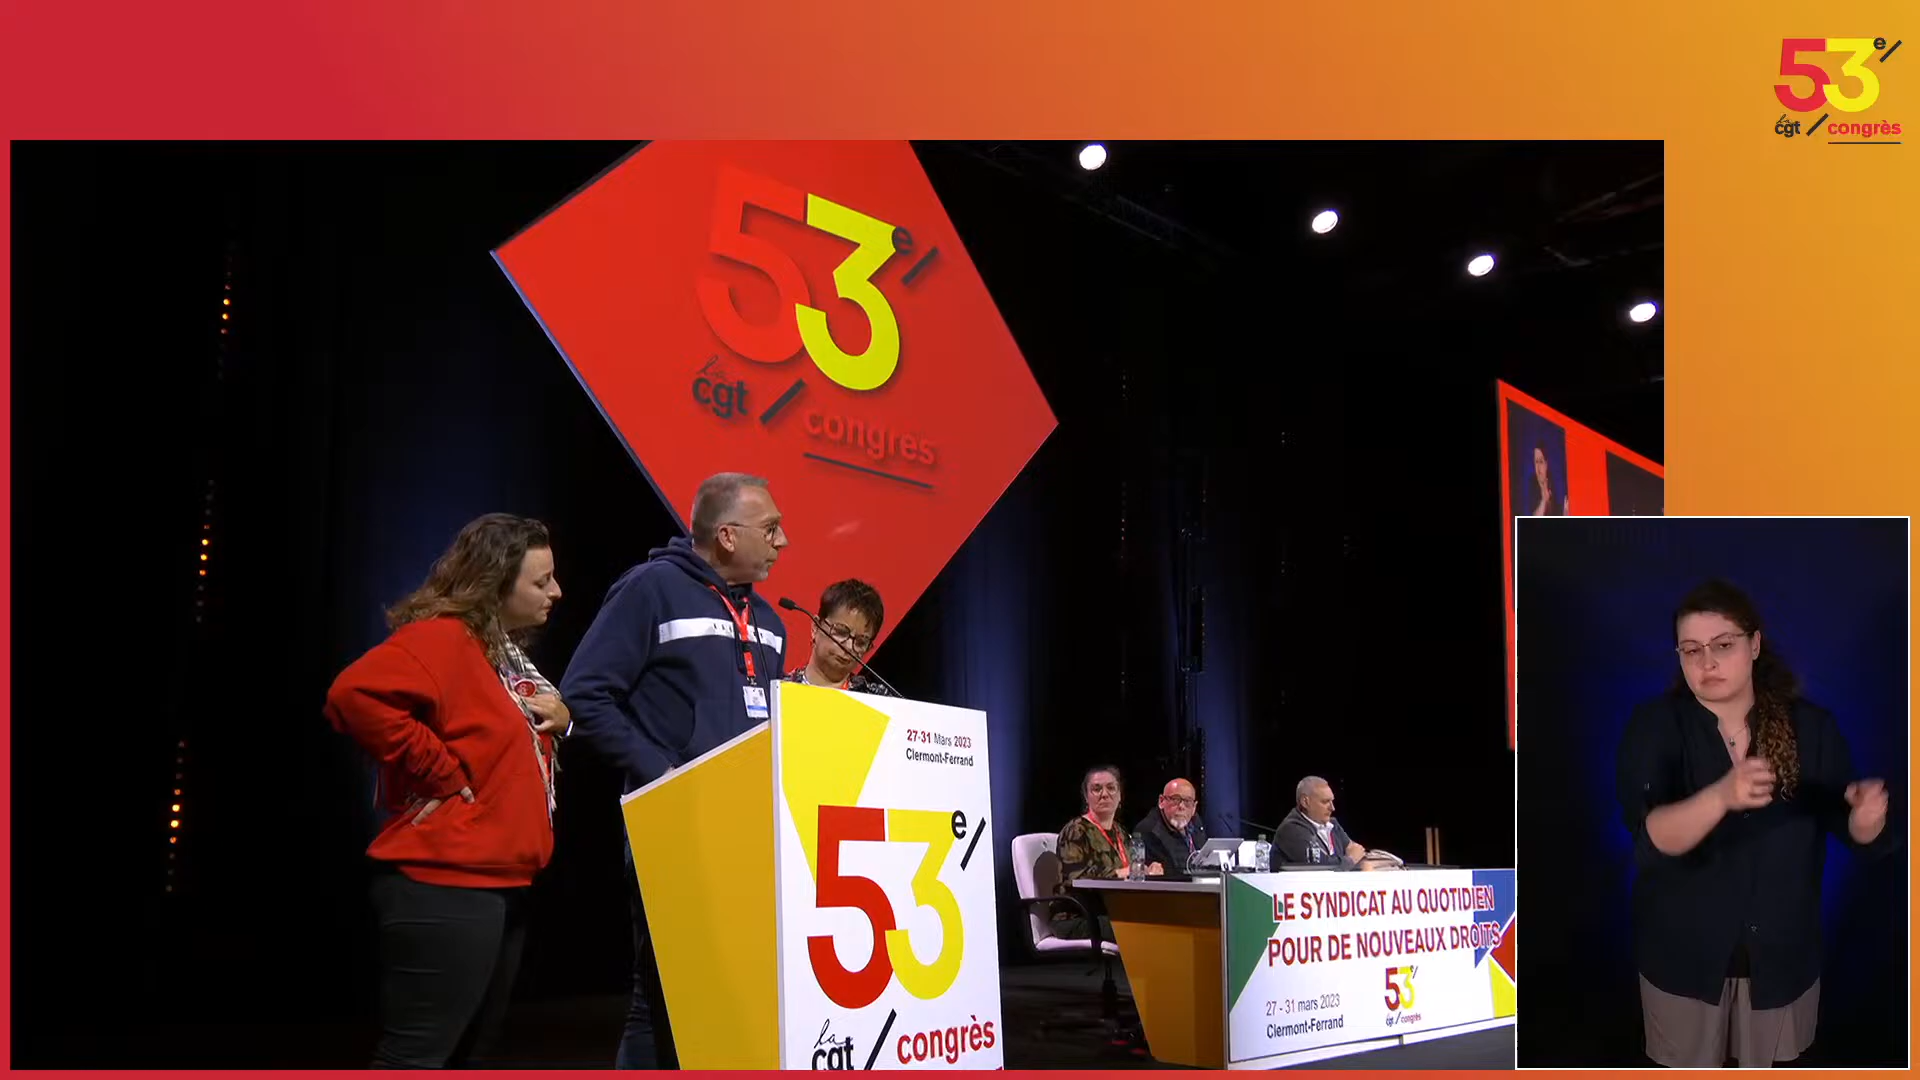 53e/
la cgt / congrès
53e/
la cgt / congrès
27-31 Mars 2023
Clermont-Ferrand
53e/
la cgt / congrès
LE SYNDICAT AU QUOTIDIEN
POUR DE NOUVEAUX DROITS
53e/
la cgt congrès
27 - 31 mars 2023
Clermont-Ferrand